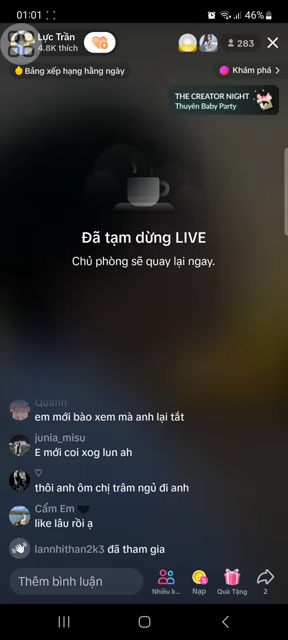 01:01
46%
Lực Trần
4.8K thích
283
Bảng xếp hạng hằng ngày
Khám phá
THE CREATOR NIGHT
Thuyên Baby Party
Đã tạm dừng LIVE
Chủ phòng sẽ quay lại ngay.
Quanh
em mới bào xem mà anh lại tắt
junia_misu
E mới coi xog lun ah
♡
thôi anh ôm chị trâm ngủ đi anh
Cẩm Em 🖤
like lâu rồi ạ
lannhithan2k3 đã tham gia
Thêm bình luận
Nhiều k...
Nạp
Quà Tặng
2